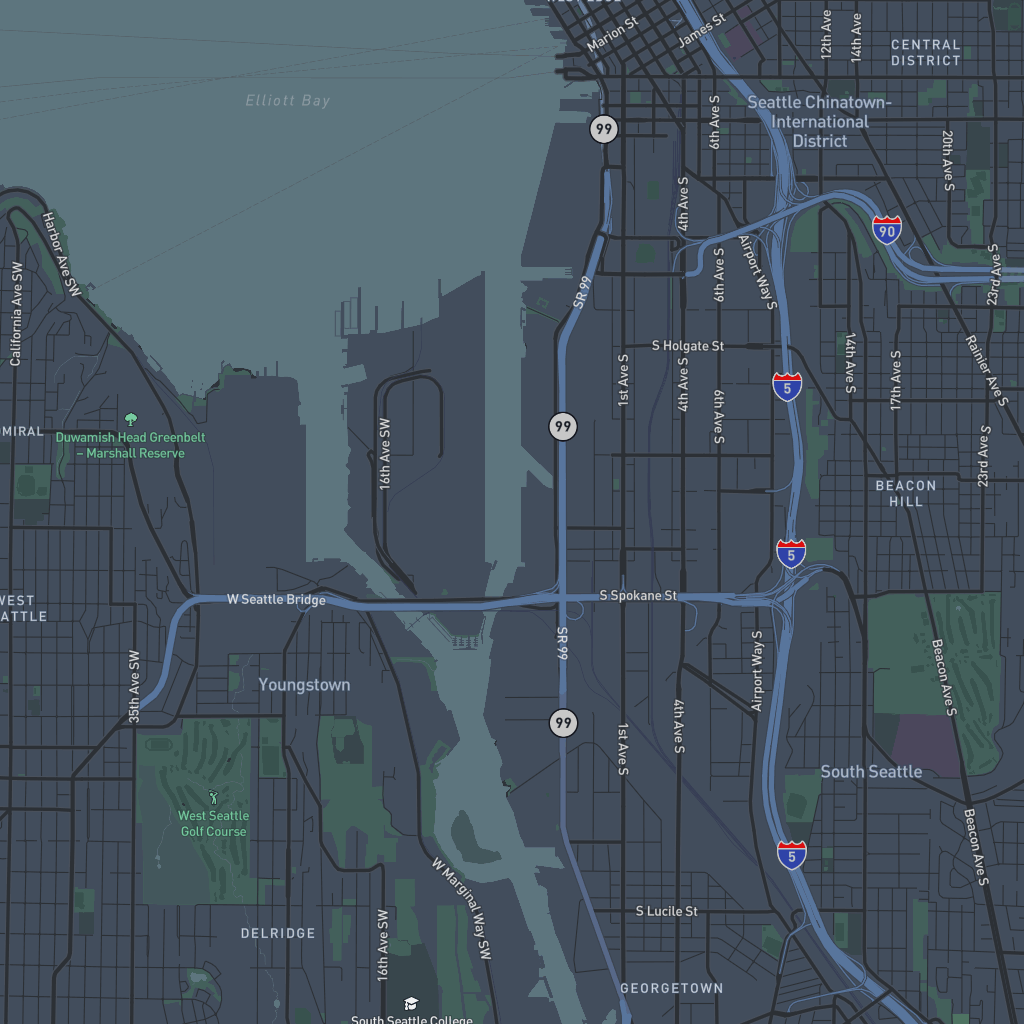 Marion St
James St
12th Ave
14th Ave
CENTRAL
DISTRICT
Elliott Bay
Seattle Chinatown-
International
District
99
6th Ave S
20th Ave S
4th Ave S
90
Harbor Ave SW
Airport Way S
6th Ave S
23rd Ave S
California Ave SW
SR 99
S Holgate St
14th Ave S
Rainier Ave S
1st Ave S
4th Ave S
17th Ave S
5
6th Ave S
Duwamish Head Greenbelt
– Marshall Reserve
99
16th Ave SW
23rd Ave S
BEACON
HILL
5
W Seattle Bridge
S Spokane St
SR 99
Beacon Ave S
35th Ave SW
Youngstown
Airport Way S
99
1st Ave S
4th Ave S
South Seattle
West Seattle
Golf Course
Beacon Ave S
5
W Marginal Way SW
S Lucile St
16th Ave SW
DELRIDGE
GEORGETOWN
South Seattle College